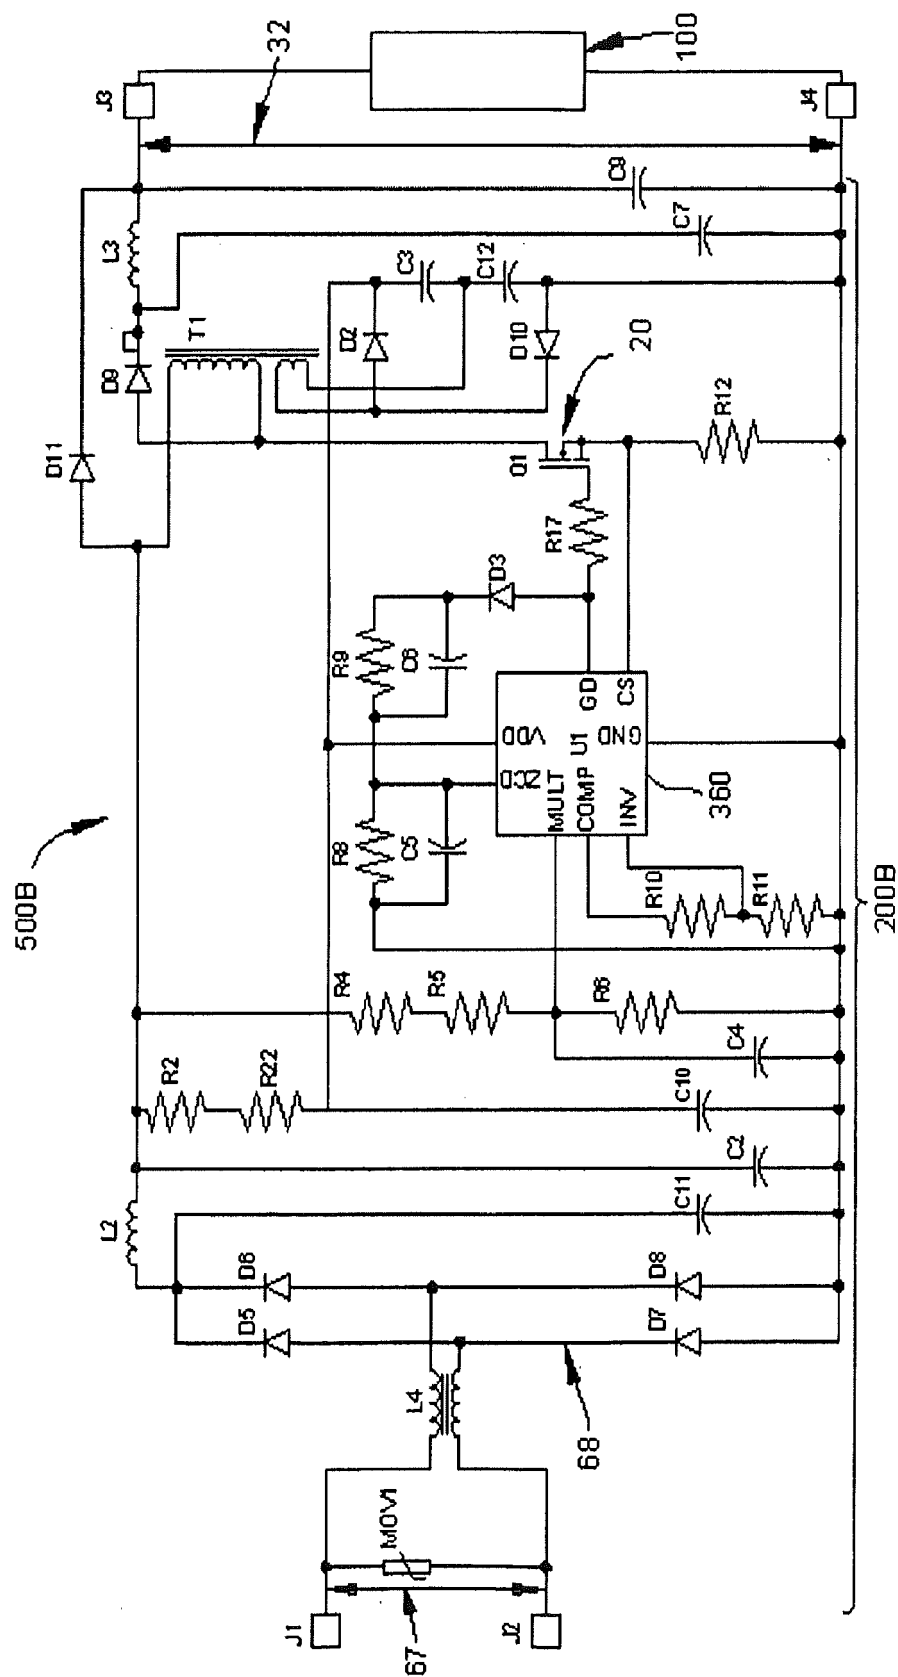 500B
J3
32
100
J4
D11
D9
L3
T1
C9
C7
C3
C12
D2
D10
20
Q1
R12
R17
D3
R9
C6
R8
C5
VDD
ZCD
U1
GD
CS
GND
MULT
COMP
INV
360
R10
R11
R4
R5
R6
C4
R2
R22
C10
C2
L2
C11
D6
D5
D8
D7
L4
68
MOV1
J1
J2
67
200B